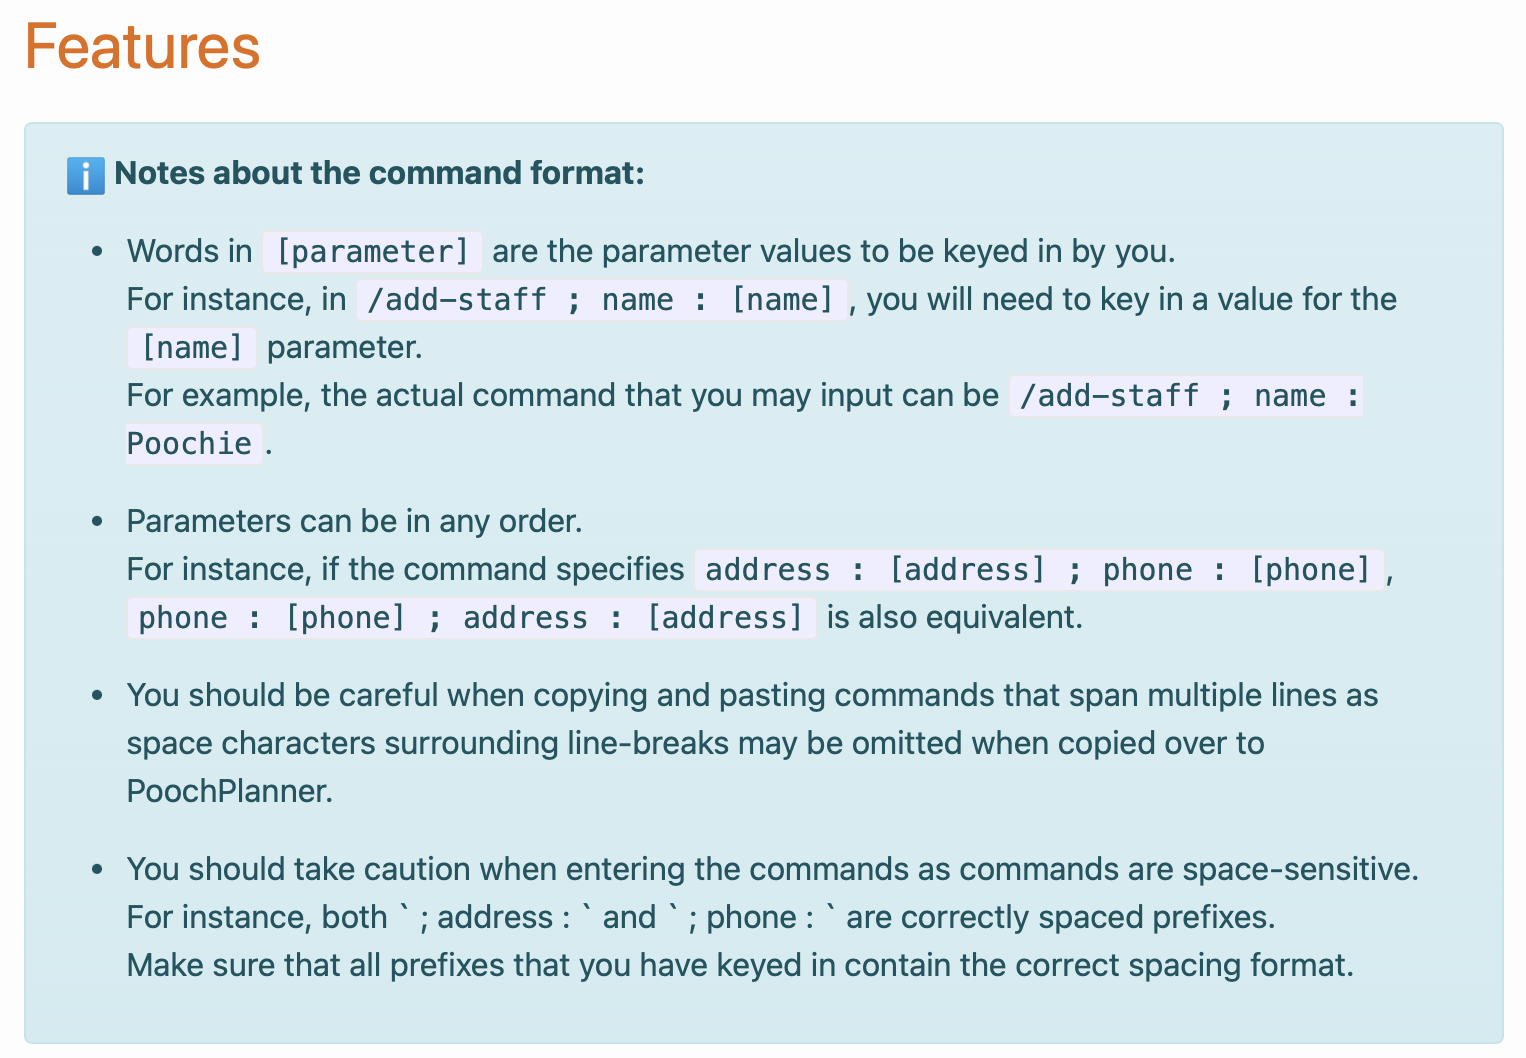 Features
Notes about the command format:
• Words in [parameter] are the parameter values to be keyed in by you.
For instance, in /add-staff ; name : [name] , you will need to key in a value for the
[name] parameter.
For example, the actual command that you may input can be /add-staff ; name :
Poochie .
• Parameters can be in any order.
For instance, if the command specifies address : [address] ; phone : [phone] ,
phone : [phone] ; address : [address] is also equivalent.
• You should be careful when copying and pasting commands that span multiple lines as
space characters surrounding line-breaks may be omitted when copied over to
PoochPlanner.
• You should take caution when entering the commands as commands are space-sensitive.
For instance, both ` ; address : ` and ` ; phone : ` are correctly spaced prefixes.
Make sure that all prefixes that you have keyed in contain the correct spacing format.